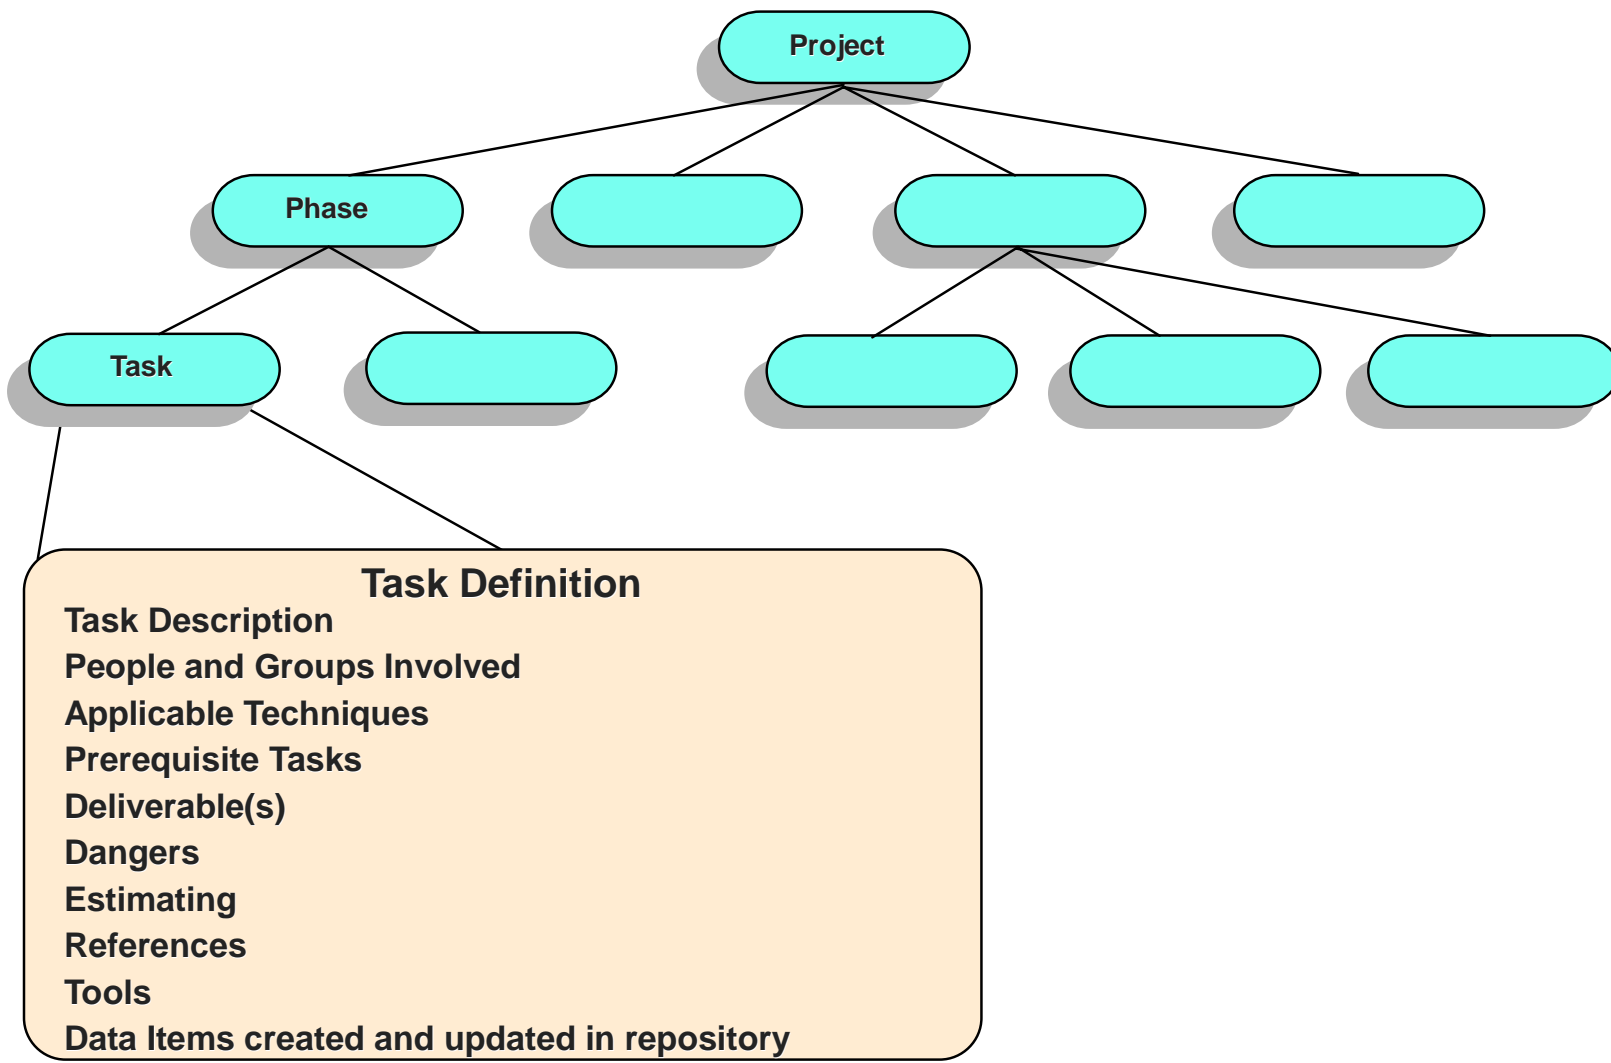 Project
Phase
Task
Task Definition
Task Description
People and Groups Involved
Applicable Techniques
Prerequisite Tasks
Deliverable(s)
Dangers
Estimating
References
Tools
Data Items created and updated in repository